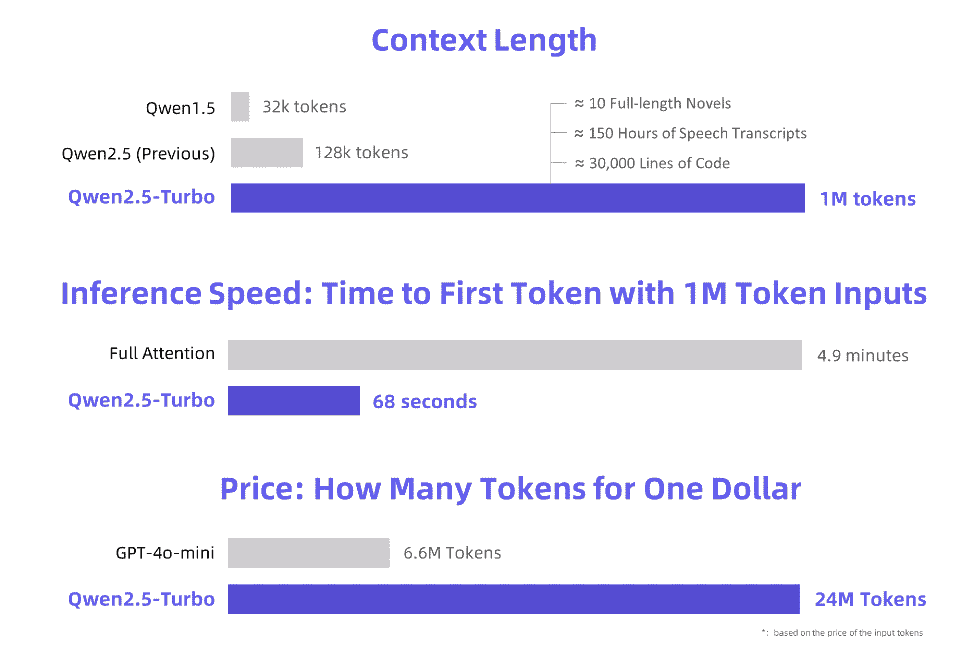 Context Length
Qwen1.5
32k tokens
≈ 10 Full-length Novels
≈ 150 Hours of Speech Transcripts
≈ 30,000 Lines of Code
Qwen2.5 (Previous)
128k tokens
Qwen2.5-Turbo
1M tokens
Inference Speed: Time to First Token with 1M Token Inputs
Full Attention
4.9 minutes
Qwen2.5-Turbo
68 seconds
Price: How Many Tokens for One Dollar
GPT-4o-mini
6.6M Tokens
Qwen2.5-Turbo
24M Tokens
*: based on the price of the input tokens